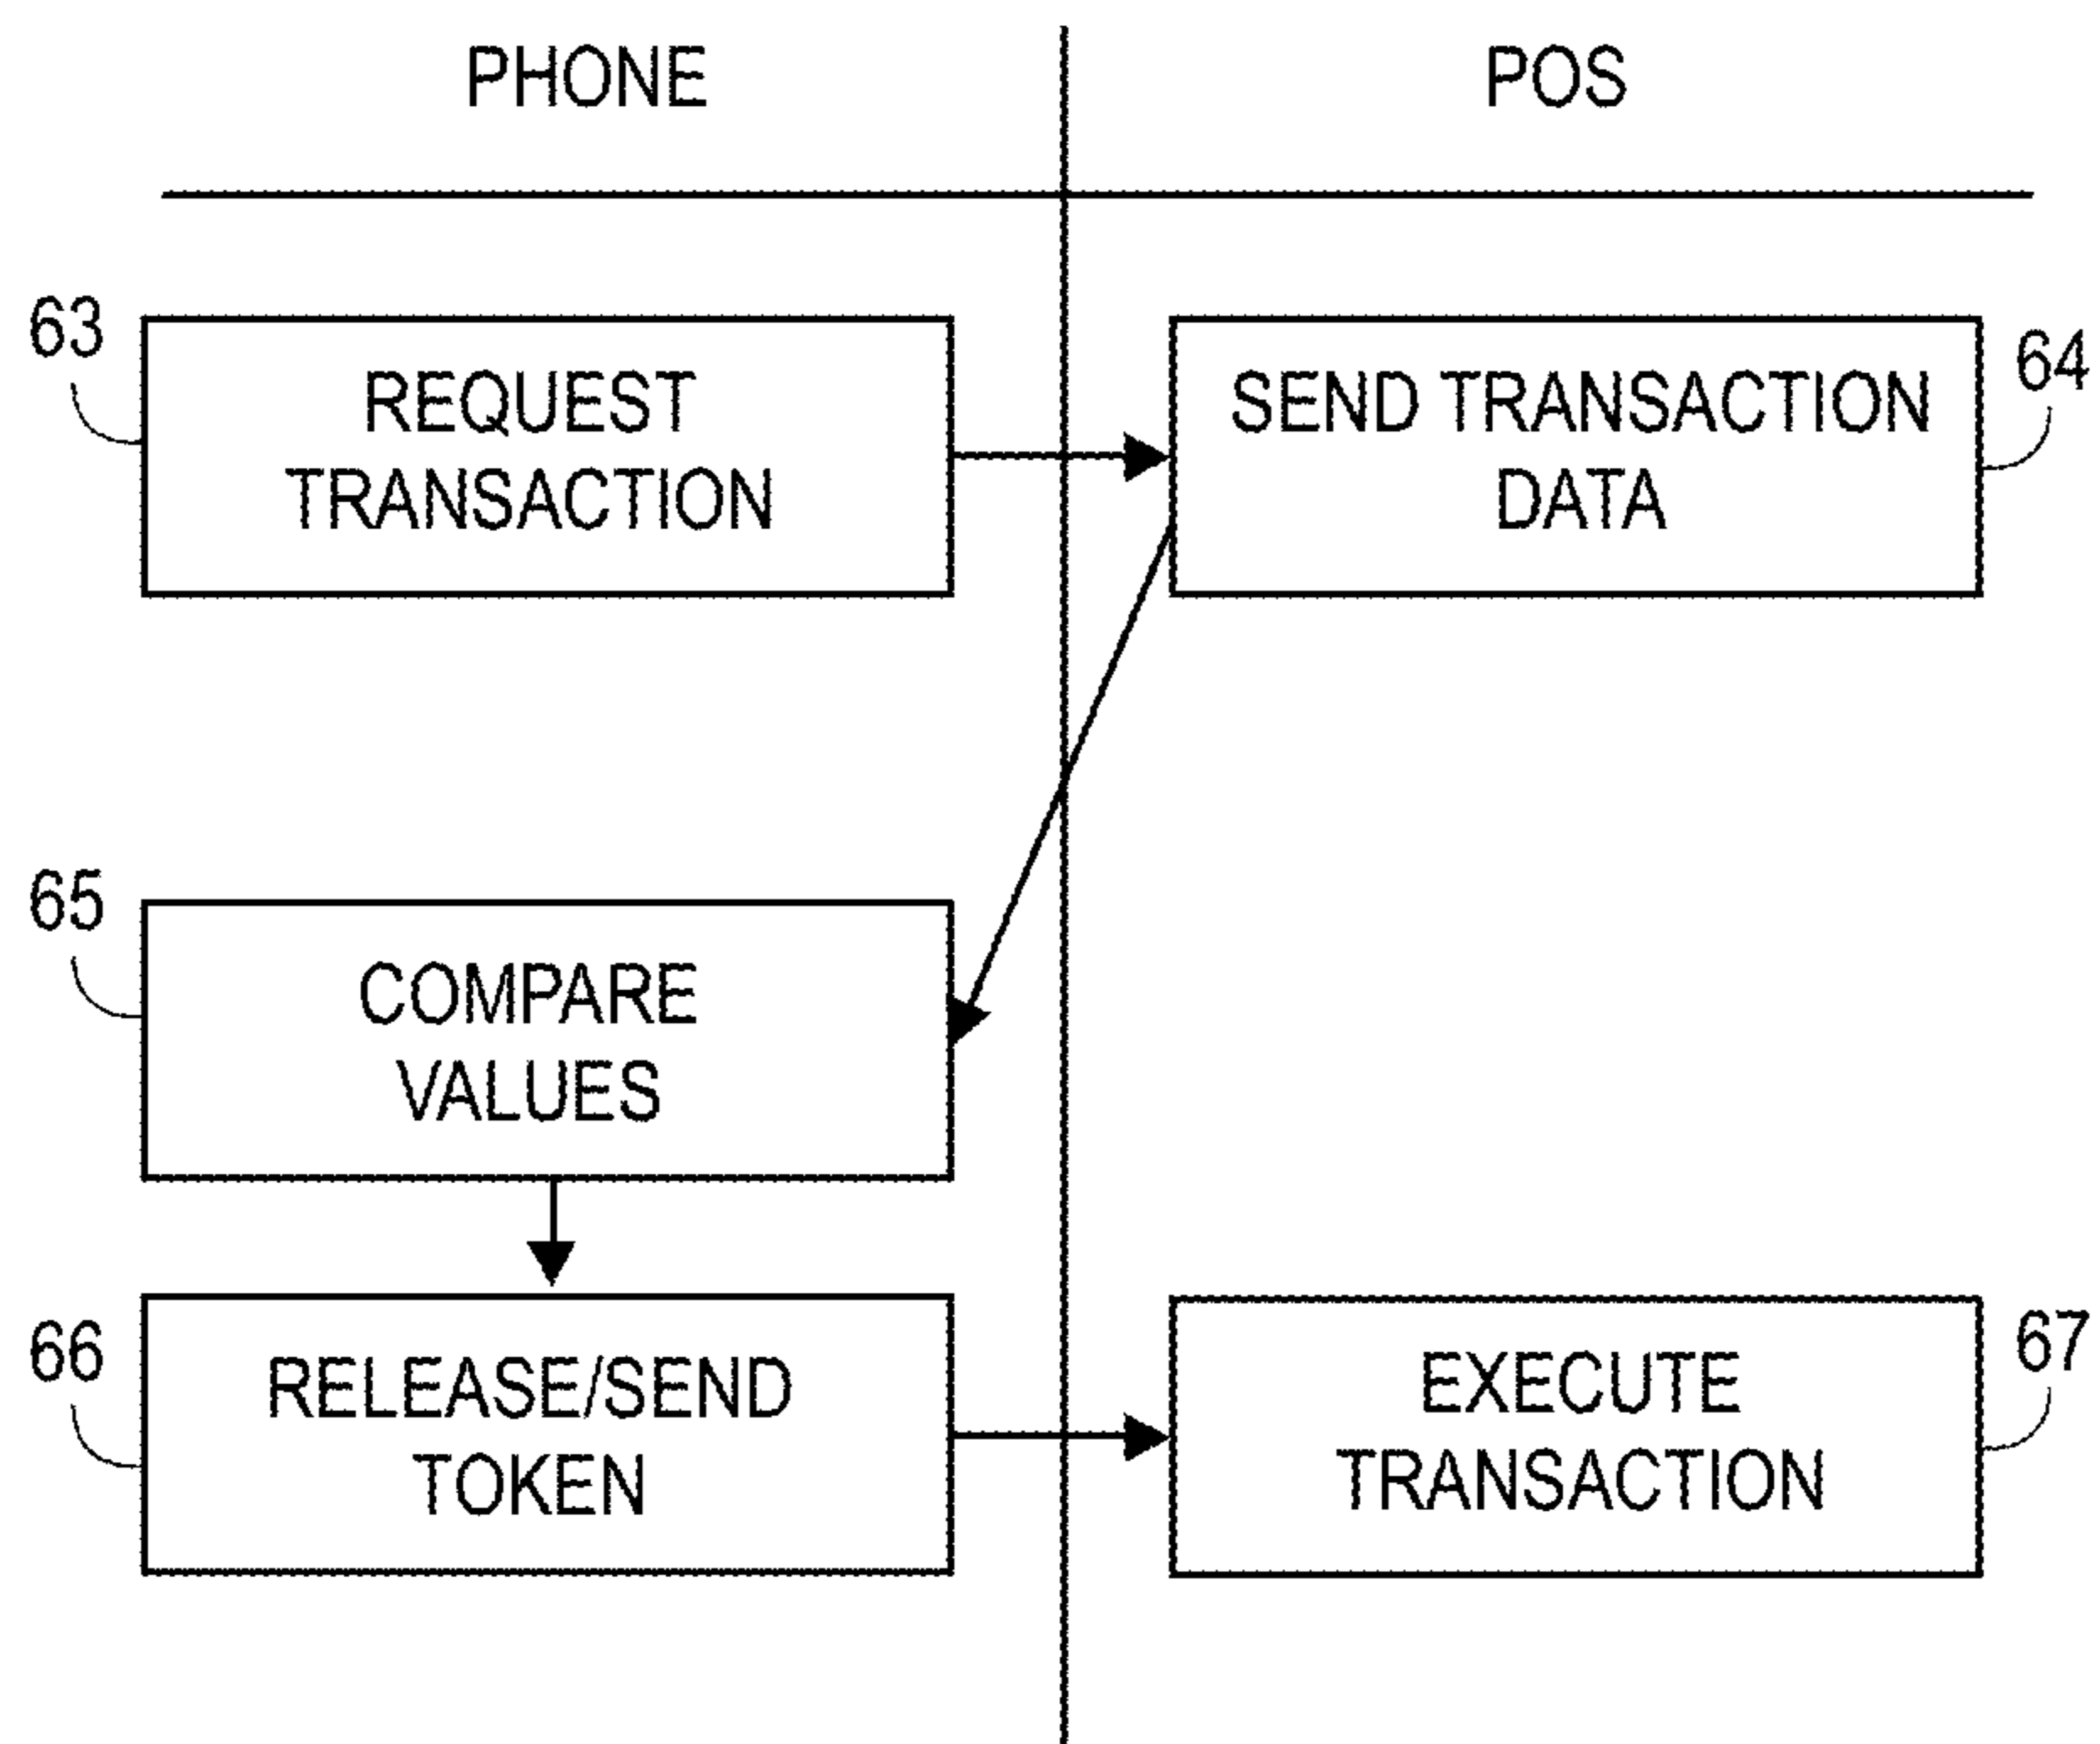 PHONE
POS
63
REQUEST
TRANSACTION
SEND TRANSACTION
DATA
64
65
COMPARE
VALUES
66
RELEASE/SEND
TOKEN
EXECUTE
TRANSACTION
67